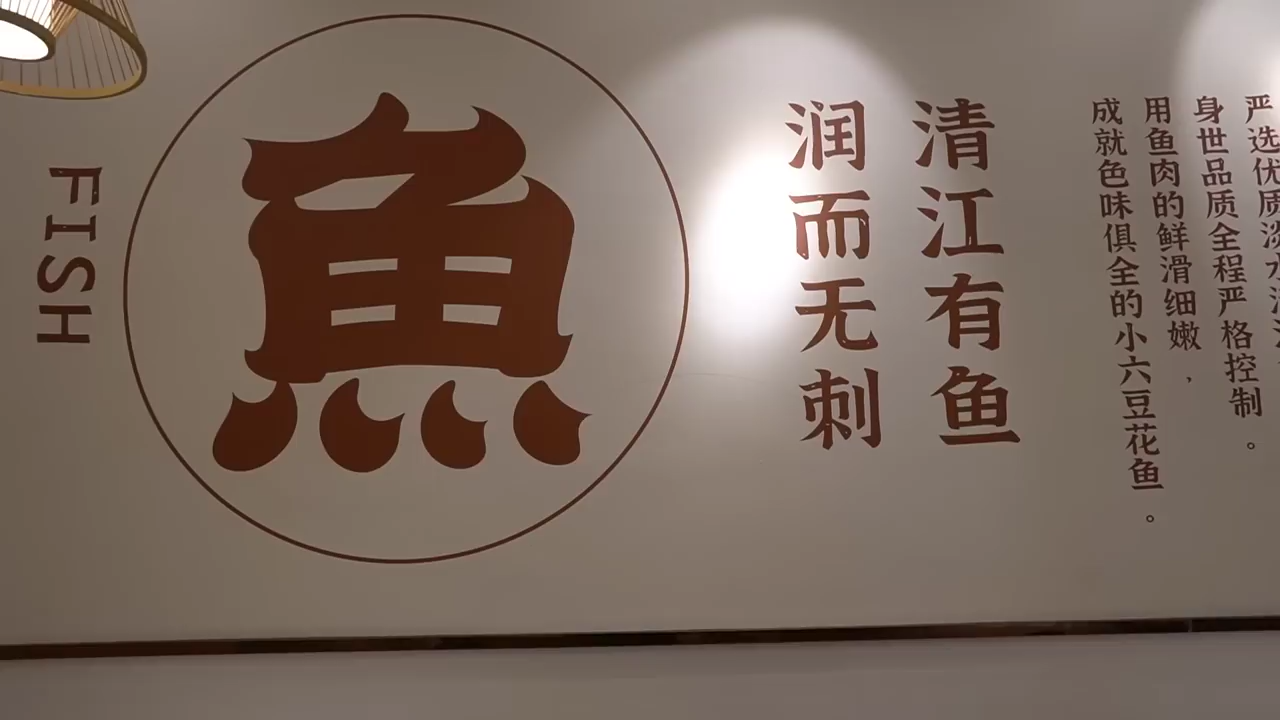 严选优质淡水
身世品质全程严格控制。
用鱼肉的鲜滑细嫩，
成就色味俱全的小六豆花鱼。
清江有鱼
润而无刺
魚
FISH